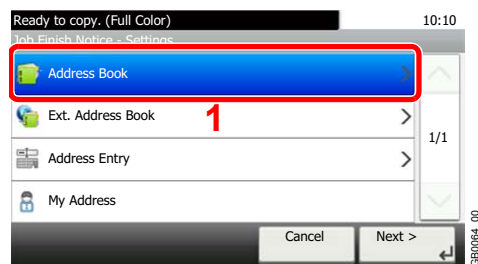 Ready to copy. (Full Color) 10:10
Job Finish Notice - Settings
Address Book
Ext. Address Book
1
1/1
Address Entry
My Address
Cancel Next >
GB0064_00